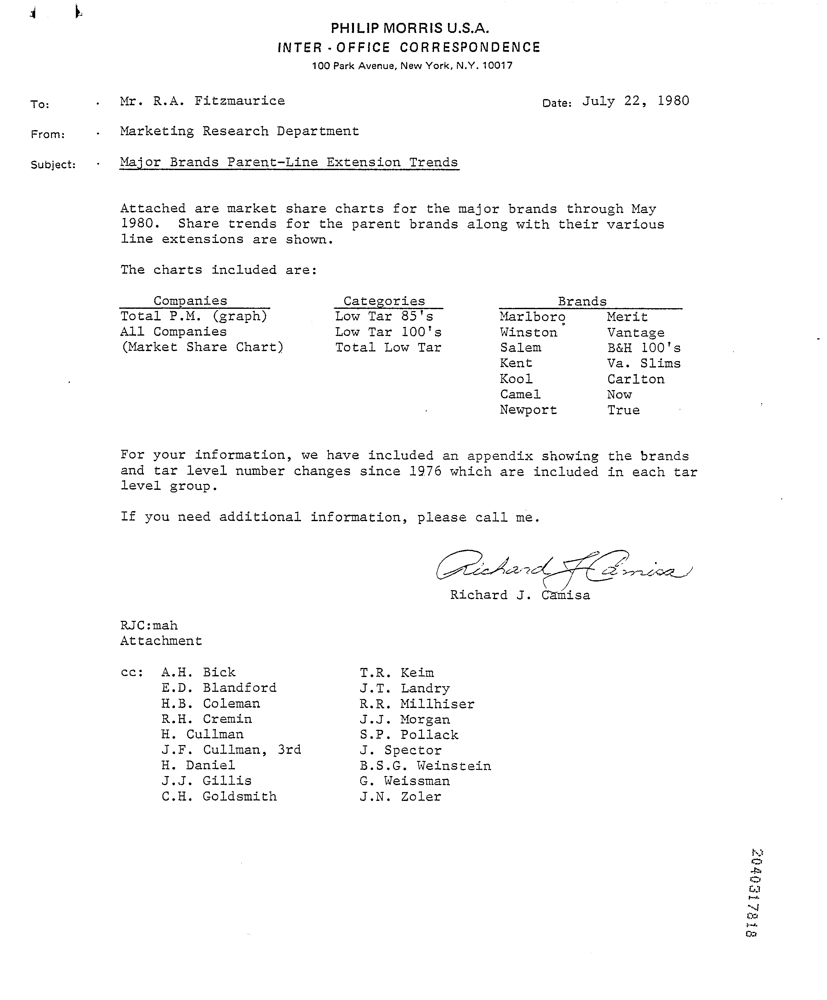 PHILIP MORRIS U.S.A.
INTER - OFFICE CORRESPONDENCE
100 Park Avenue, New York, N.Y. 10017
To: · Mr. R.A. Fitzmaurice Date: July 22, 1980
From: · Marketing Research Department
Subject: · Major Brands Parent-Line Extension Trends
Attached are market share charts for the major brands through May
1980. Share trends for the parent brands along with their various
line extensions are shown.
The charts included are:
Companies Categories Brands
Total P.M. (graph) Low Tar 85's Marlboro Merit
All Companies Low Tar 100's Winston Vantage
(Market Share Chart) Total Low Tar Salem B&H 100's
Kent Va. Slims
Kool Carlton
Camel Now
Newport True
For your information, we have included an appendix showing the brands
and tar level number changes since 1976 which are included in each tar
level group.
If you need additional information, please call me.
Richard J Camisa
Richard J. Camisa
RJC:mah
Attachment
cc: A.H. Bick T.R. Keim
E.D. Blandford J.T. Landry
H.B. Coleman R.R. Millhiser
R.H. Cremin J.J. Morgan
H. Cullman S.P. Pollack
J.F. Cullman, 3rd J. Spector
H. Daniel B.S.G. Weinstein
J.J. Gillis G. Weissman
C.H. Goldsmith J.N. Zoler
2040317818